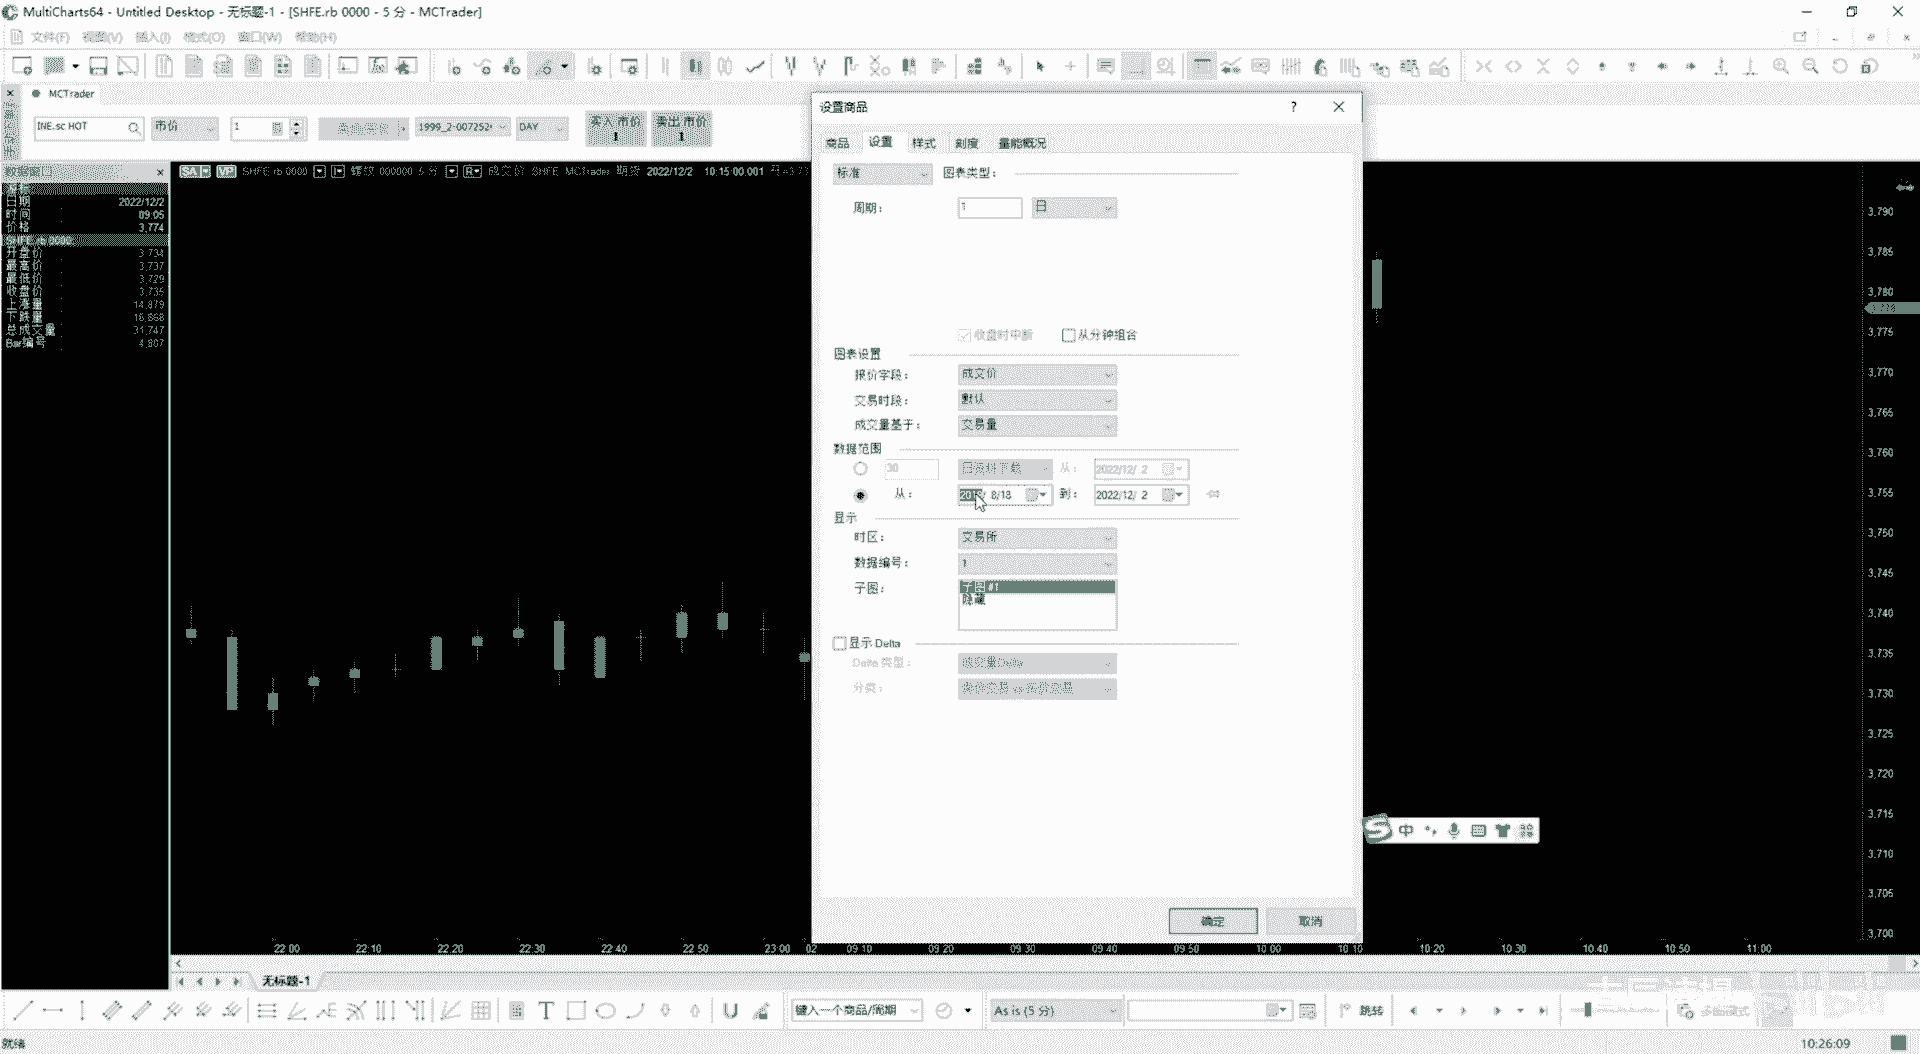 MultiCharts64 - Untitled Desktop - 无标题-1 - [SHFE.rb 0000 - 5 分 - MCTrader]
文件(F) 视图(V) 插入(I) 格式(O) 窗口(W) 帮助(H)
MCTrader
INE.sc HOT 市价 1 DAY 买入 市价 1 卖出 市价 1
SHFE rb 0000 螺纹 000000 5 分 成交价 SHFE MCTrader 期货 2022/12/2 10:15:00.001
日期 2022/12/2
时间 09:05
价格 3,774
SHFE.rb 0000
开盘价 3,734
最高价 3,737
最低价 3,729
收盘价 3,735
上涨量 14,879
下跌量 16,868
总成交量 31,747
Bar编号 4,807
设置商品 ?
商品 设置 样式 刻度 量能概况
标准 图表类型：
周期： 1 日
收盘时中断 从分钟组合
图表设置
报价字段： 成交价
交易时段： 默认
成交量基于： 交易量
数据范围
30 从： 2022/12/ 2
从： 8/18 到： 2022/12/ 2
显示
时区： 交易所
数据编号： 1
子图： 子图 #1
隐藏
显示 Delta
Delta 类型： 成交量Delta
分类：
确定 取消
3,790
3,785
3,780
3,775
3,770
3,765
3,760
3,755
3,750
3,745
3,740
3,735
3,730
3,725
3,720
3,715
3,710
3,705
3,700
中
22:00 22:10 22:20 22:30 22:40 22:50 23:00 02 09:10 09:20 09:30 09:40 09:50 10:00 10:10 10:20 10:30 10:40 10:50 11:00
无标题-1
键入一个商品/周期 As is (5 分) 跳转
就绪 10:26:09